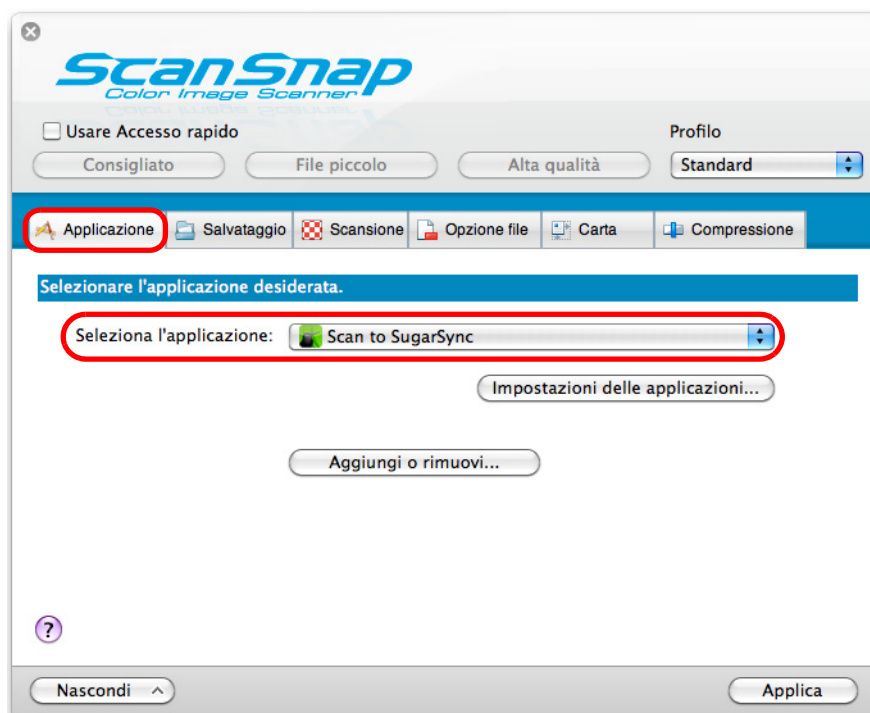 ScanSnap
Color Image Scanner
Usare Accesso rapido
Profilo
Consigliato File piccolo Alta qualità Standard
Applicazione Salvataggio Scansione Opzione file Carta Compressione
Selezionare l'applicazione desiderata.
Seleziona l'applicazione: Scan to SugarSync
Impostazioni delle applicazioni...
Aggiungi o rimuovi...
?
Nascondi Applica